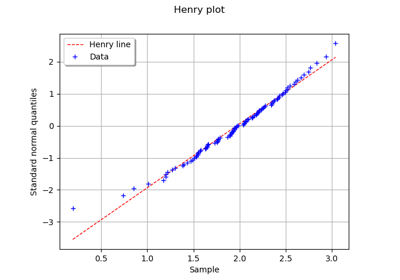 Henry plot
Henry line
Data
Standard normal quantiles
2
1
0
−1
−2
−3
0.5 1.0 1.5 2.0 2.5 3.0
Sample